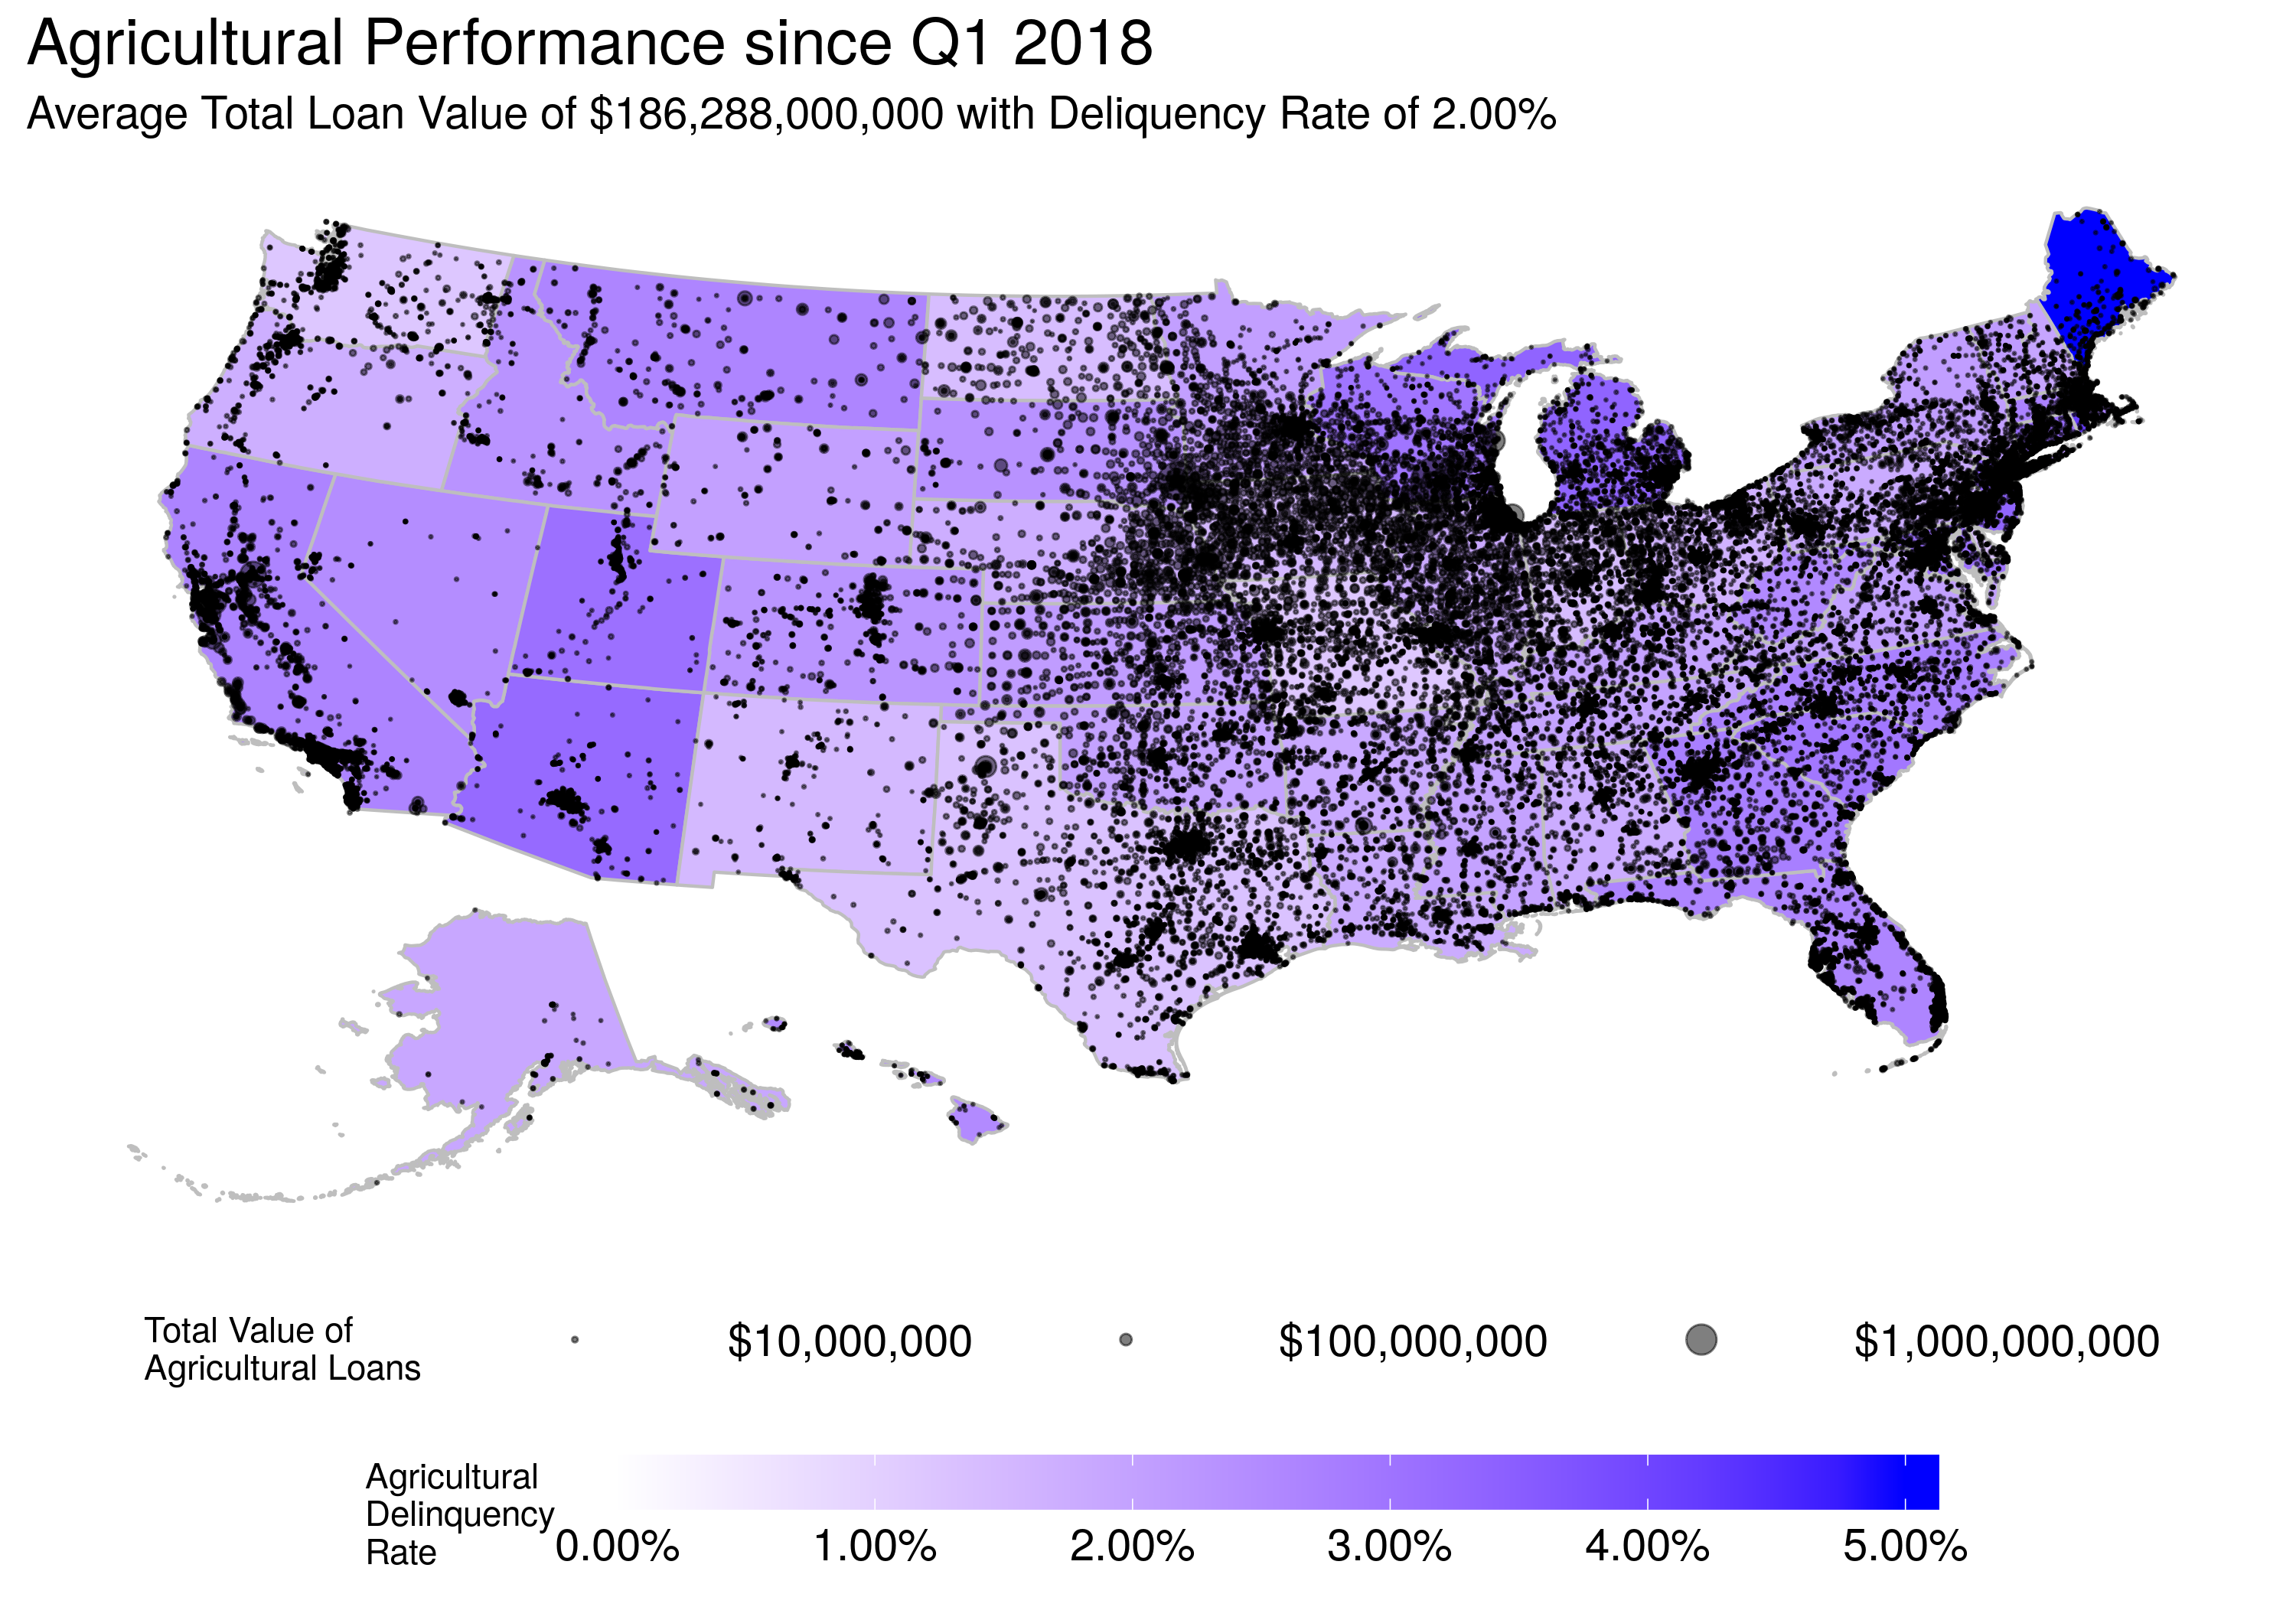 Agricultural Performance since Q1 2018
Average Total Loan Value of $186,288,000,000 with Deliquency Rate of 2.00%
Total Value of
Agricultural Loans
$10,000,000
$100,000,000
$1,000,000,000
Agricultural
Delinquency
Rate
0.00%
1.00%
2.00%
3.00%
4.00%
5.00%